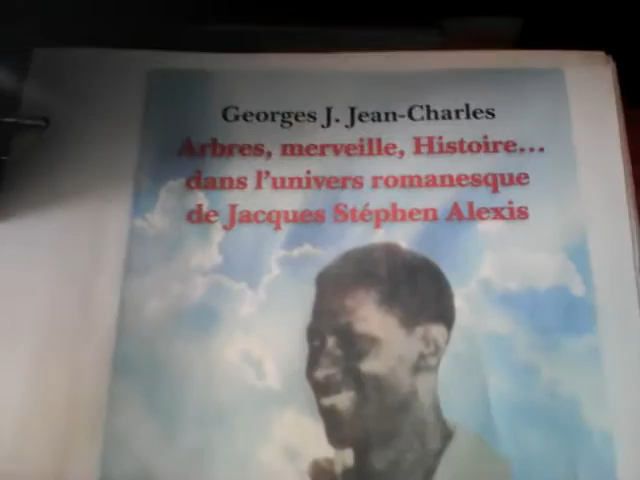 Georges J. Jean-Charles
Arbres, merveille, Histoire...
dans l'univers romanesque
de Jacques Stéphen Alexis